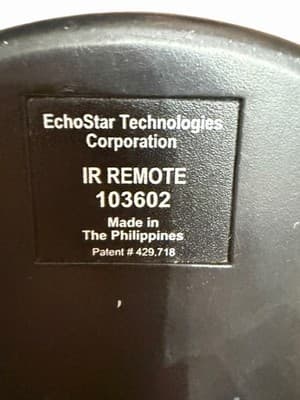 EchoStar Technologies
Corporation
IR REMOTE
103602
Made in
The Philippines
Patent # 429,718